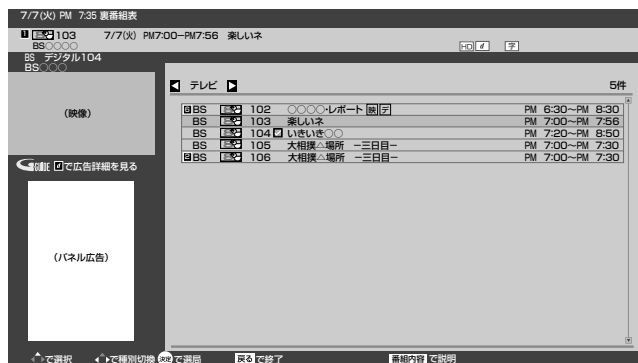 7/7(火) PM 7:35 裏番組表
103 7/7(火) PM7:00−PM7:56 楽しいネ
BS○○○○
HD d 字
BS デジタル104
BS○○○
テレビ 5件
(映像)
BS 102 ○○○○・レポート 映 デ PM 6:30〜PM 8:30
BS 103 楽しいネ PM 7:00〜PM 7:56
BS 104 いきいき○○ PM 7:20〜PM 8:50
BS 105 大相撲△場所 −三日目− PM 7:00〜PM 7:30
BS 106 大相撲△場所 −三日目− PM 7:00〜PM 7:30
G GUIDE dで広告詳細を見る
(パネル広告)
で選択 で種別切換 決定で選局 戻るで終了 番組内容で説明